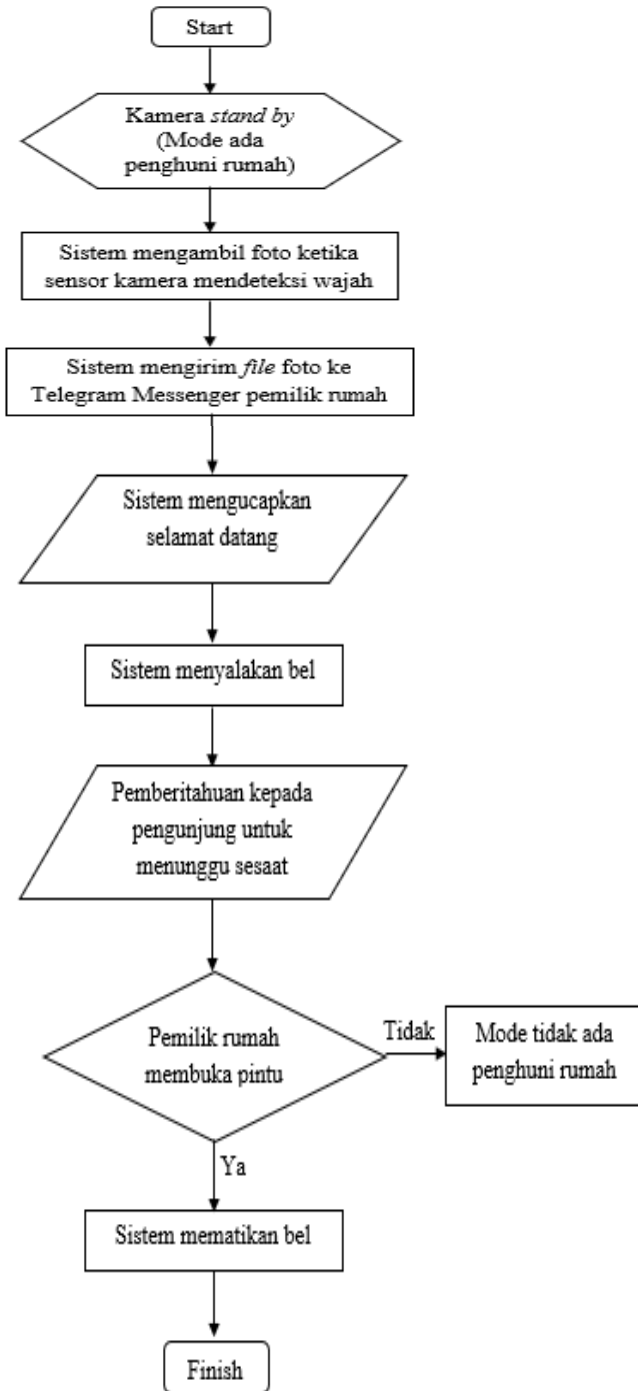 Start
Kamera stand by
(Mode ada
penghuni rumah)
Sistem mengambil foto ketika
sensor kamera mendeteksi wajah
Sistem mengirim file foto ke
Telegram Messenger pemilik rumah
Sistem mengucapkan
selamat datang
Sistem menyalakan bel
Pemberitahuan kepada
pengunjung untuk
menunggu sesaat
Pemilik rumah
membuka pintu
Tidak
Mode tidak ada
penghuni rumah
Ya
Sistem mematikan bel
Finish